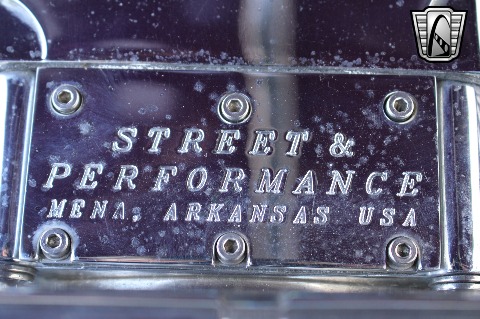 STREET &
PERFORMANCE
MENA, ARKANSAS USA